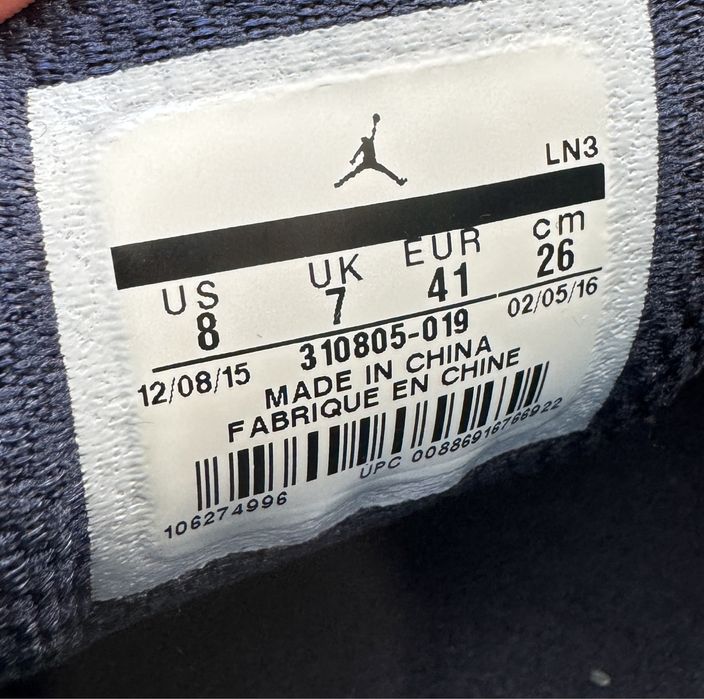 LN3
US UK EUR cm
8 7 41 26
310805-019
12/08/15 02/05/16
MADE IN CHINA
FABRIQUE EN CHINE
106274996 UPC 00886916766922